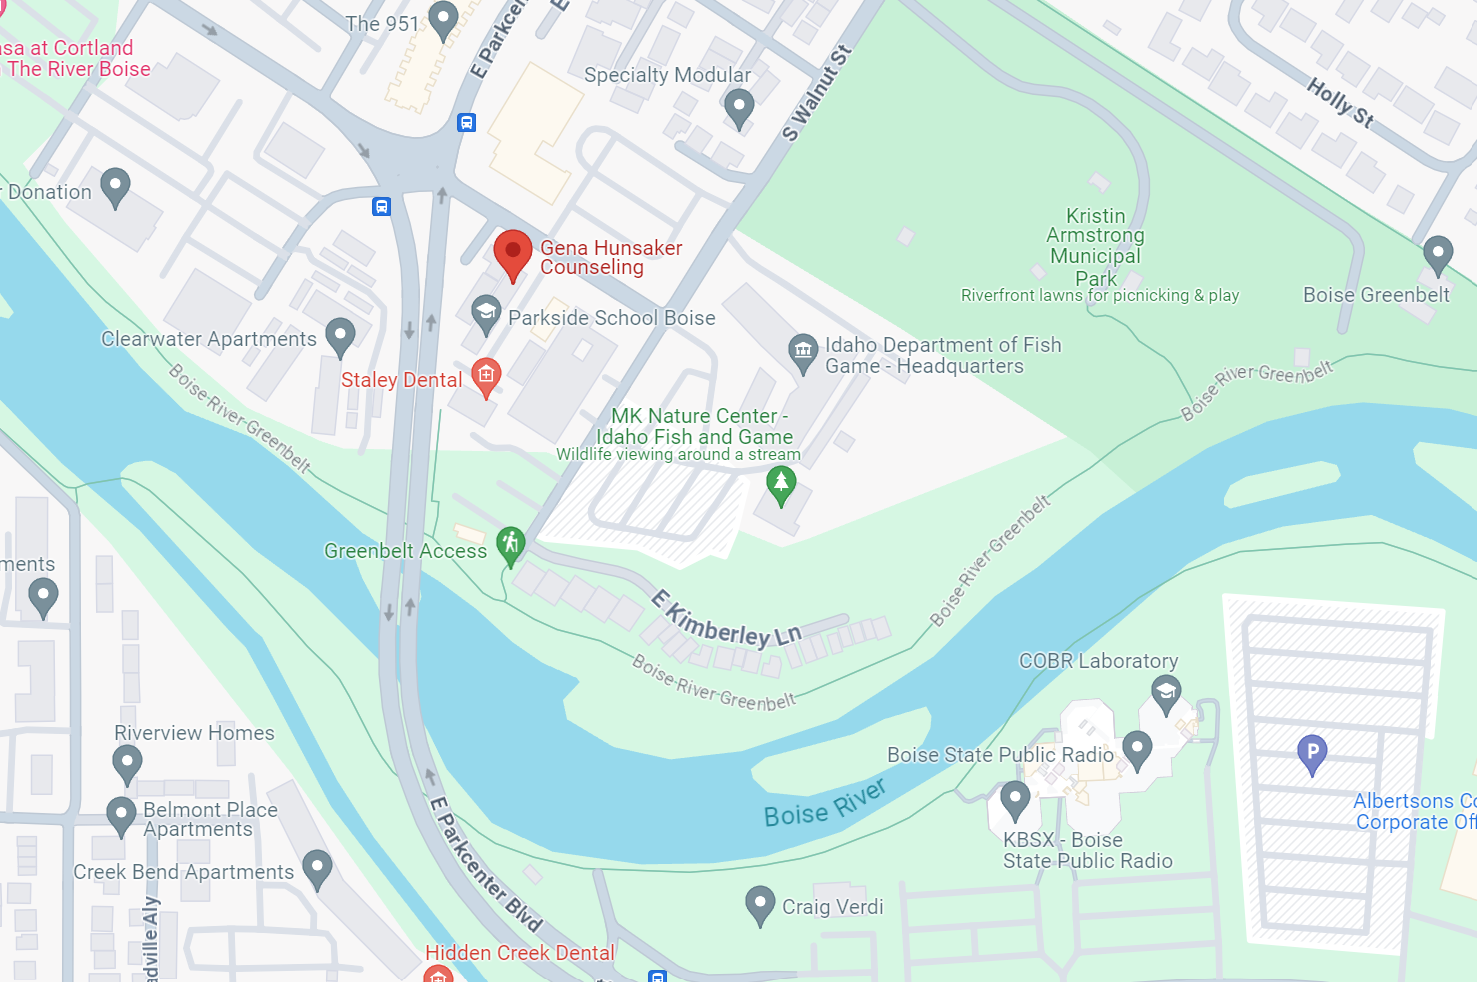 The 951
E Parkcen
E
asa at Cortland
The River Boise
Specialty Modular
S Walnut St
Holly St
r Donation
Kristin
Armstrong
Municipal
Park
Riverfront lawns for picnicking & play
Gena Hunsaker
Counseling
Boise Greenbelt
Parkside School Boise
Clearwater Apartments
Idaho Department of Fish
Game - Headquarters
Staley Dental
Boise River Greenbelt
Boise River Greenbelt
MK Nature Center -
Idaho Fish and Game
Wildlife viewing around a stream
Greenbelt Access
Boise River Greenbelt
ments
E Kimberley Ln
Boise River Greenbelt
COBR Laboratory
Riverview Homes
Boise State Public Radio
P
Boise River
Belmont Place
Apartments
Albertsons Co
Corporate Off
KBSX - Boise
State Public Radio
E Parkcenter Blvd
Creek Bend Apartments
adville Aly
Craig Verdi
Hidden Creek Dental